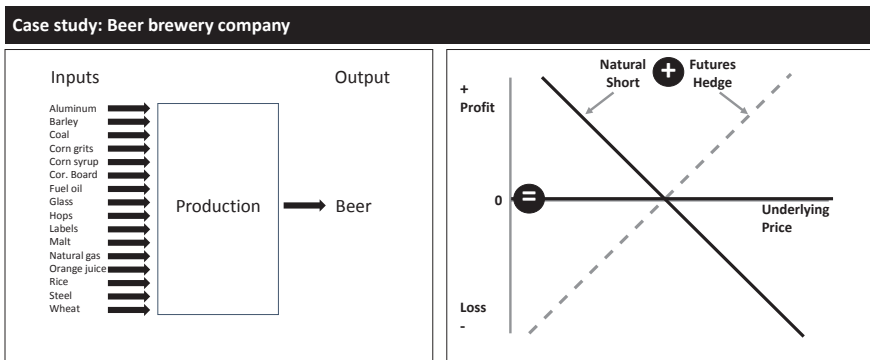 Case study: Beer brewery company
Inputs
Output
Aluminum
Barley
Coal
Corn grits
Corn syrup
Cor. Board
Fuel oil
Glass
Hops
Labels
Malt
Natural gas
Orange juice
Rice
Steel
Wheat
Production
Beer
Natural
Short
+
Futures
Hedge
+
Profit
0
=
Underlying
Price
Loss
-